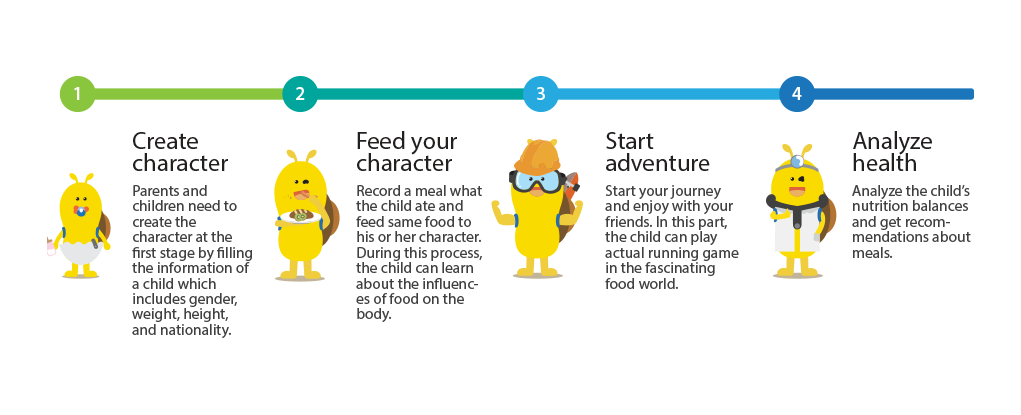 1
2
3
4
Create
character
Parents and
children need to
create the
character at the
first stage by filling
the information of
a child which
includes gender,
weight, height,
and nationality.
Feed your
character
Record a meal what
the child ate and
feed same food to
his or her character.
During this process,
the child can learn
about the influenc-
es of food on the
body.
Start
adventure
Start your journey
and enjoy with your
friends. In this part,
the child can play
actual running game
in the fascinating
food world.
Analyze
health
Analyze the child’s
nutrition balances
and get recom-
mendations about
meals.